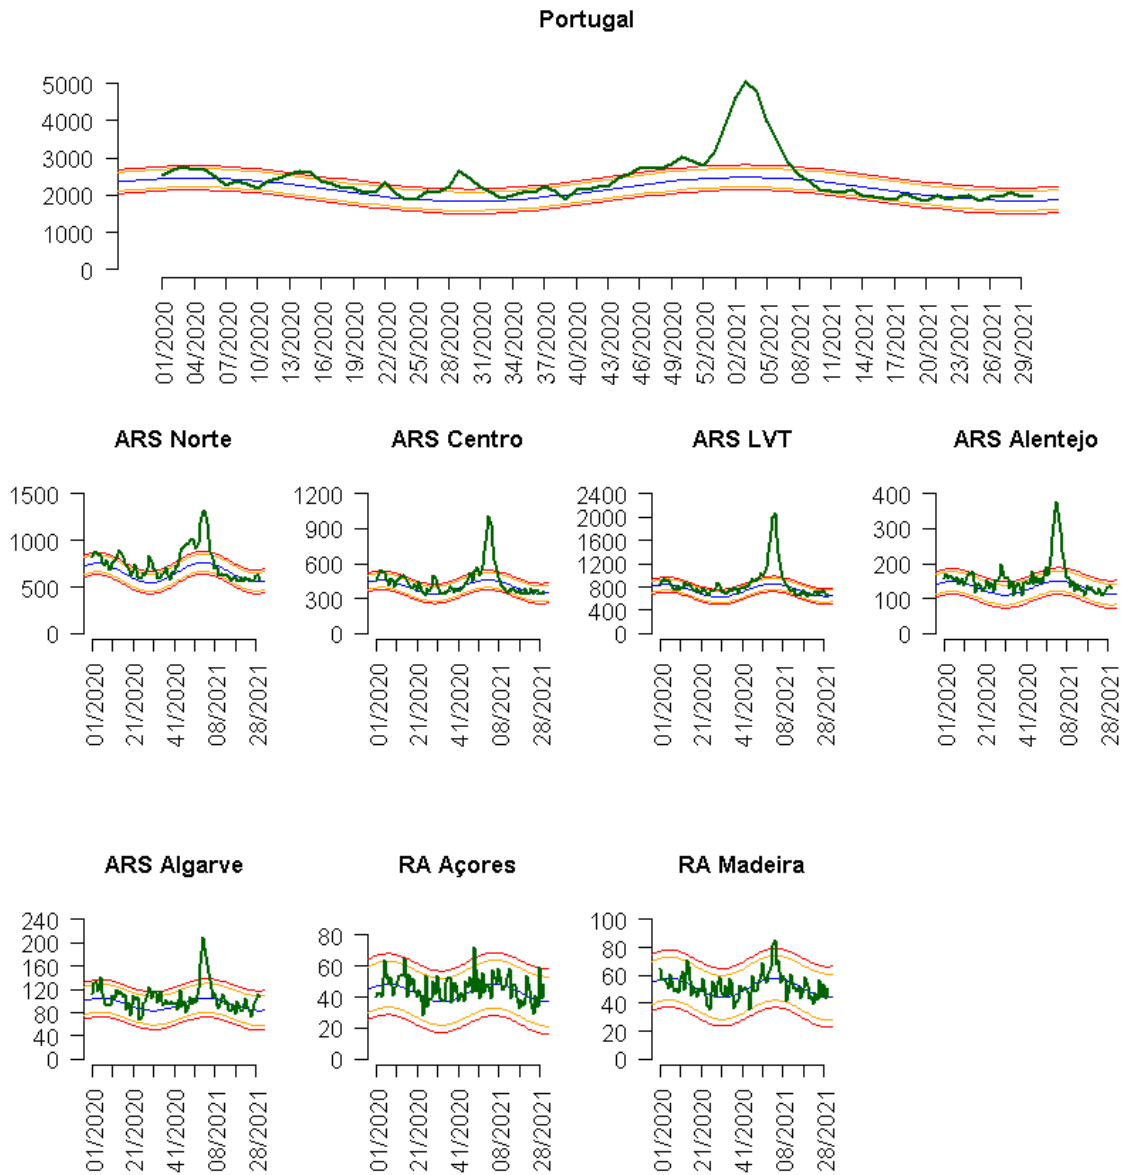 Portugal
5000
4000
3000
2000
1000
0
01/2020 04/2020 07/2020 10/2020 13/2020 16/2020 19/2020 22/2020 25/2020 28/2020 31/2020 34/2020 37/2020 40/2020 43/2020 46/2020 49/2020 52/2020 02/2021 05/2021 08/2021 11/2021 14/2021 17/2021 20/2021 23/2021 26/2021 29/2021
ARS Norte
1500
1000
500
0
01/2020 21/2020 41/2020 08/2021 28/2021
ARS Centro
1200
900
600
300
0
01/2020 21/2020 41/2020 08/2021 28/2021
ARS LVT
2400
2000
1600
1200
800
400
0
01/2020 21/2020 41/2020 08/2021 28/2021
ARS Alentejo
400
300
200
100
0
01/2020 21/2020 41/2020 08/2021 28/2021
ARS Algarve
240
200
160
120
80
40
0
01/2020 21/2020 41/2020 08/2021 28/2021
RA Açores
80
60
40
20
0
01/2020 21/2020 41/2020 08/2021 28/2021
RA Madeira
100
80
60
40
20
0
01/2020 21/2020 41/2020 08/2021 28/2021